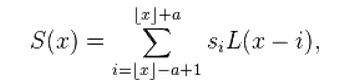 S(x) = \sum_{i=\lfloor x \rfloor - a + 1}^{\lfloor x \rfloor + a} s_i L(x - i),